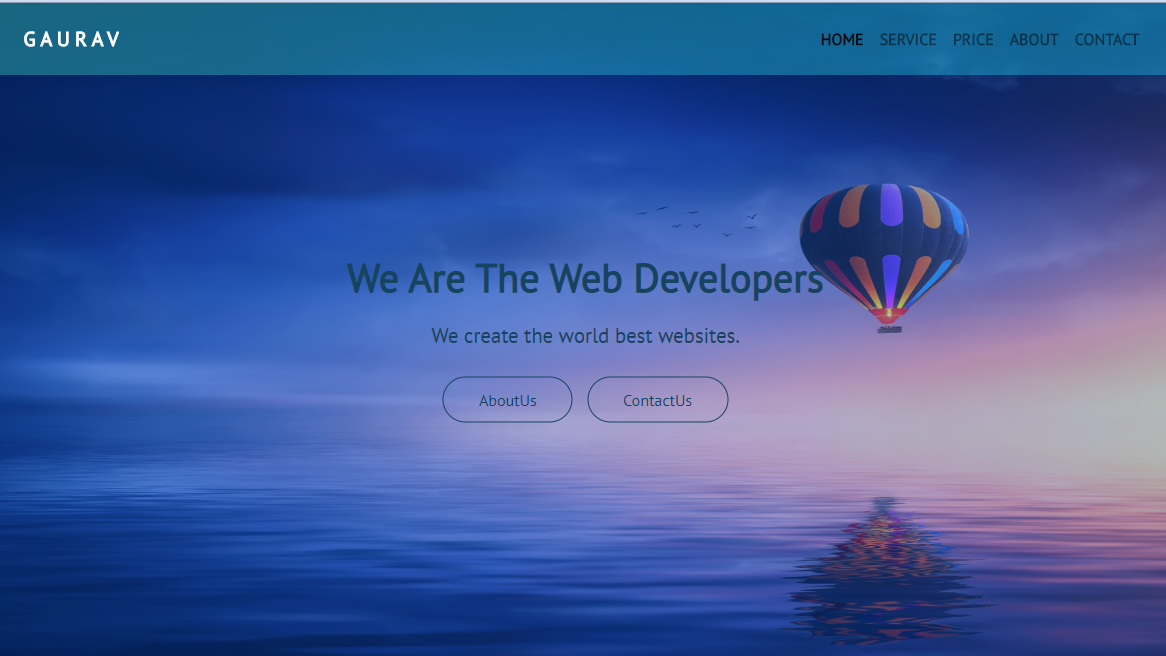 GAURAV
HOME SERVICE PRICE ABOUT CONTACT
We Are The Web Developers
We create the world best websites.
AboutUs ContactUs